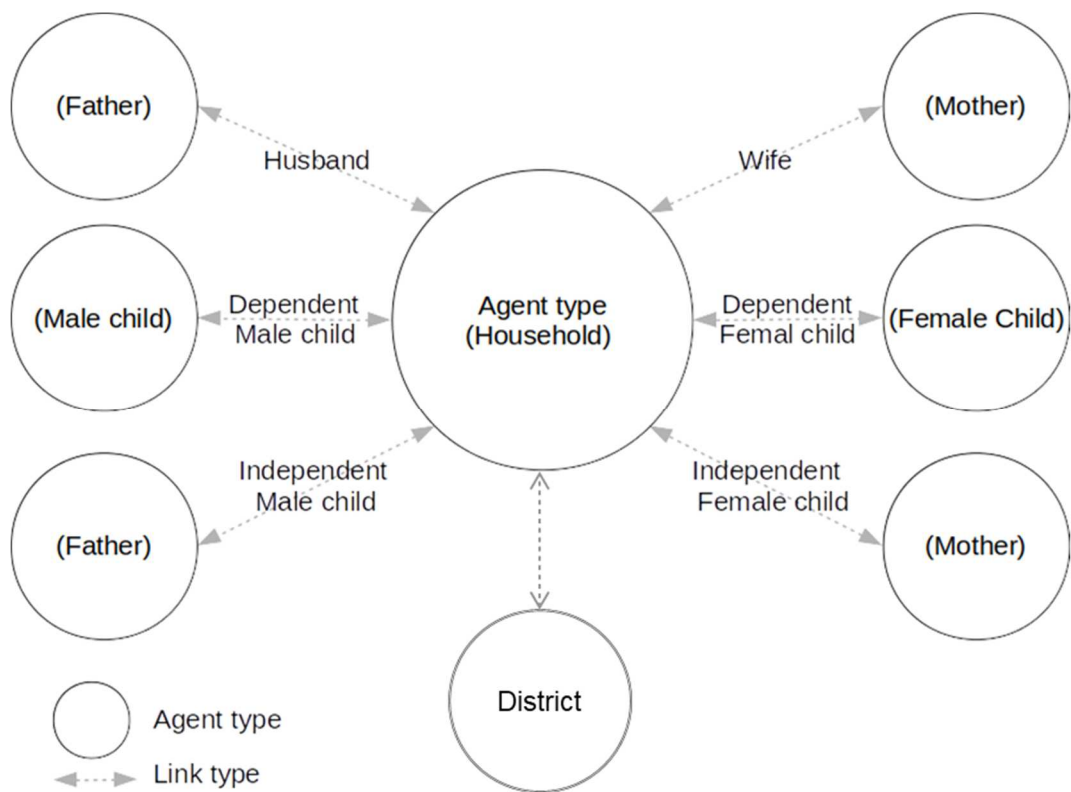 (Father)
(Mother)
Husband
Wife
(Male child)
Dependent
Male child
Agent type
(Household)
Dependent
Femal child
(Female Child)
(Father)
Independent
Male child
Independent
Female child
(Mother)
District
Agent type
Link type